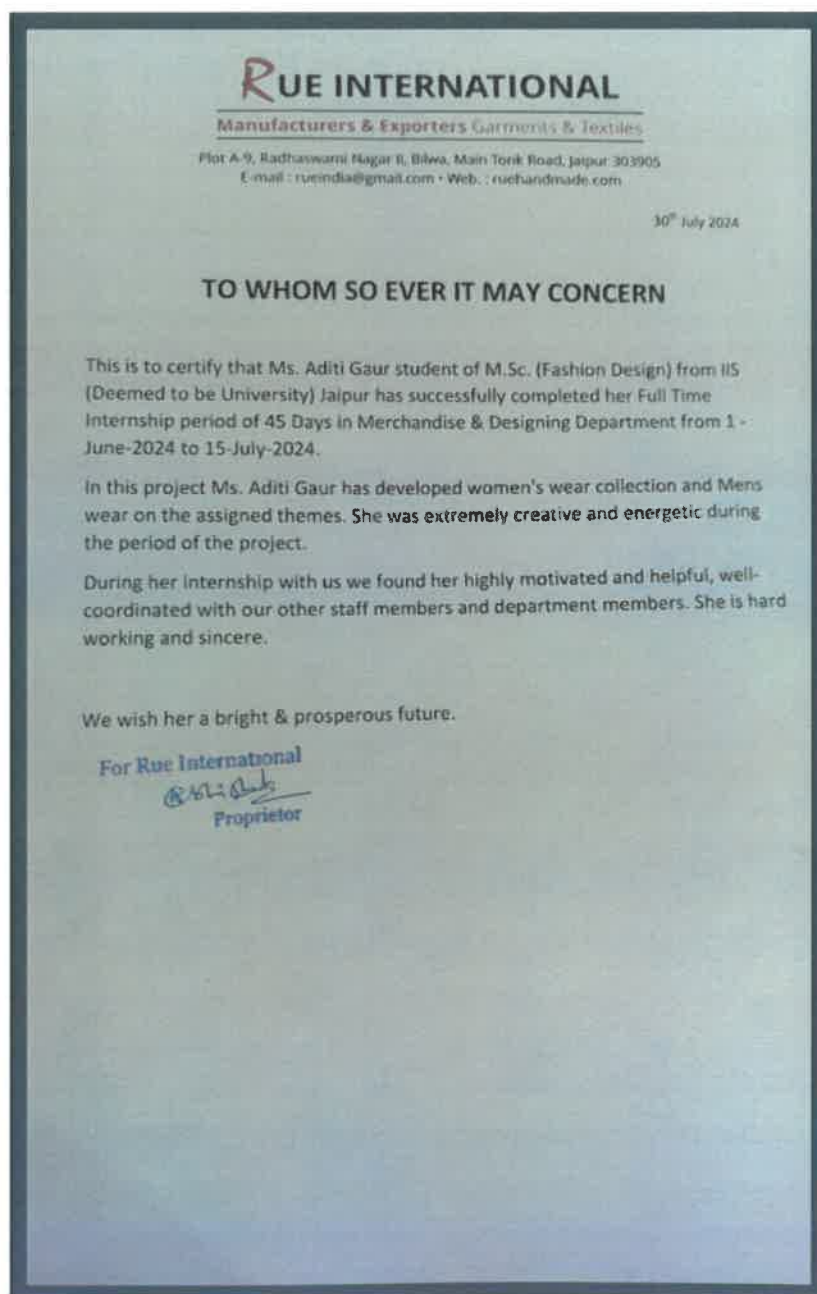 RUE INTERNATIONAL
Manufacturers & Exporters Garments & Textiles
Plot A-9, Radhaswami Nagar II, Bilwa, Main Tonk Road, Jaipur 303905
E-mail : rueindia@gmail.com • Web. : ruehandmade.com
30th July 2024
TO WHOM SO EVER IT MAY CONCERN
This is to certify that Ms. Aditi Gaur student of M.Sc. (Fashion Design) from IIS
(Deemed to be University) Jaipur has successfully completed her Full Time
Internship period of 45 Days in Merchandise & Designing Department from 1 -
June-2024 to 15-July-2024.
In this project Ms. Aditi Gaur has developed women's wear collection and Mens
wear on the assigned themes. She was extremely creative and energetic during
the period of the project.
During her internship with us we found her highly motivated and helpful, well-
coordinated with our other staff members and department members. She is hard
working and sincere.
We wish her a bright & prosperous future.
For Rue International
Proprietor